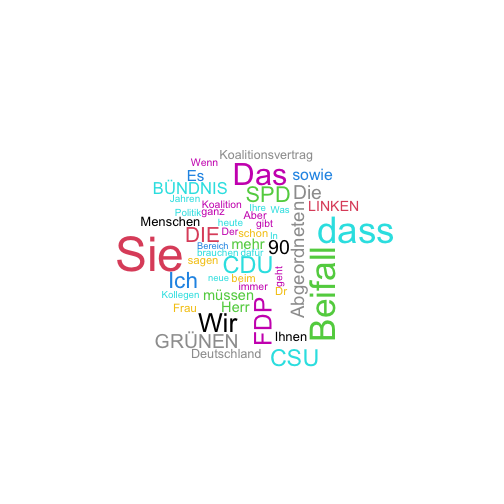 Wenn
Koalitionsvertrag
Es
Das
sowie
BÜNDNIS
SPD
Die
Jahren
Koalition
Ihre
Was
LINKEN
Politik
ganz
Aber
Menschen
heute
gibt
Abgeordneten
dass
DIE
Der
schon
In
Sie
Bereich
mehr
90
brauchen
dafür
sagen
CDU
Beifall
Ich
neue
beim
geht
immer
Kollegen
müssen
Dr
Frau
Herr
FDP
Wir
Ihnen
GRÜNEN
Deutschland
CSU